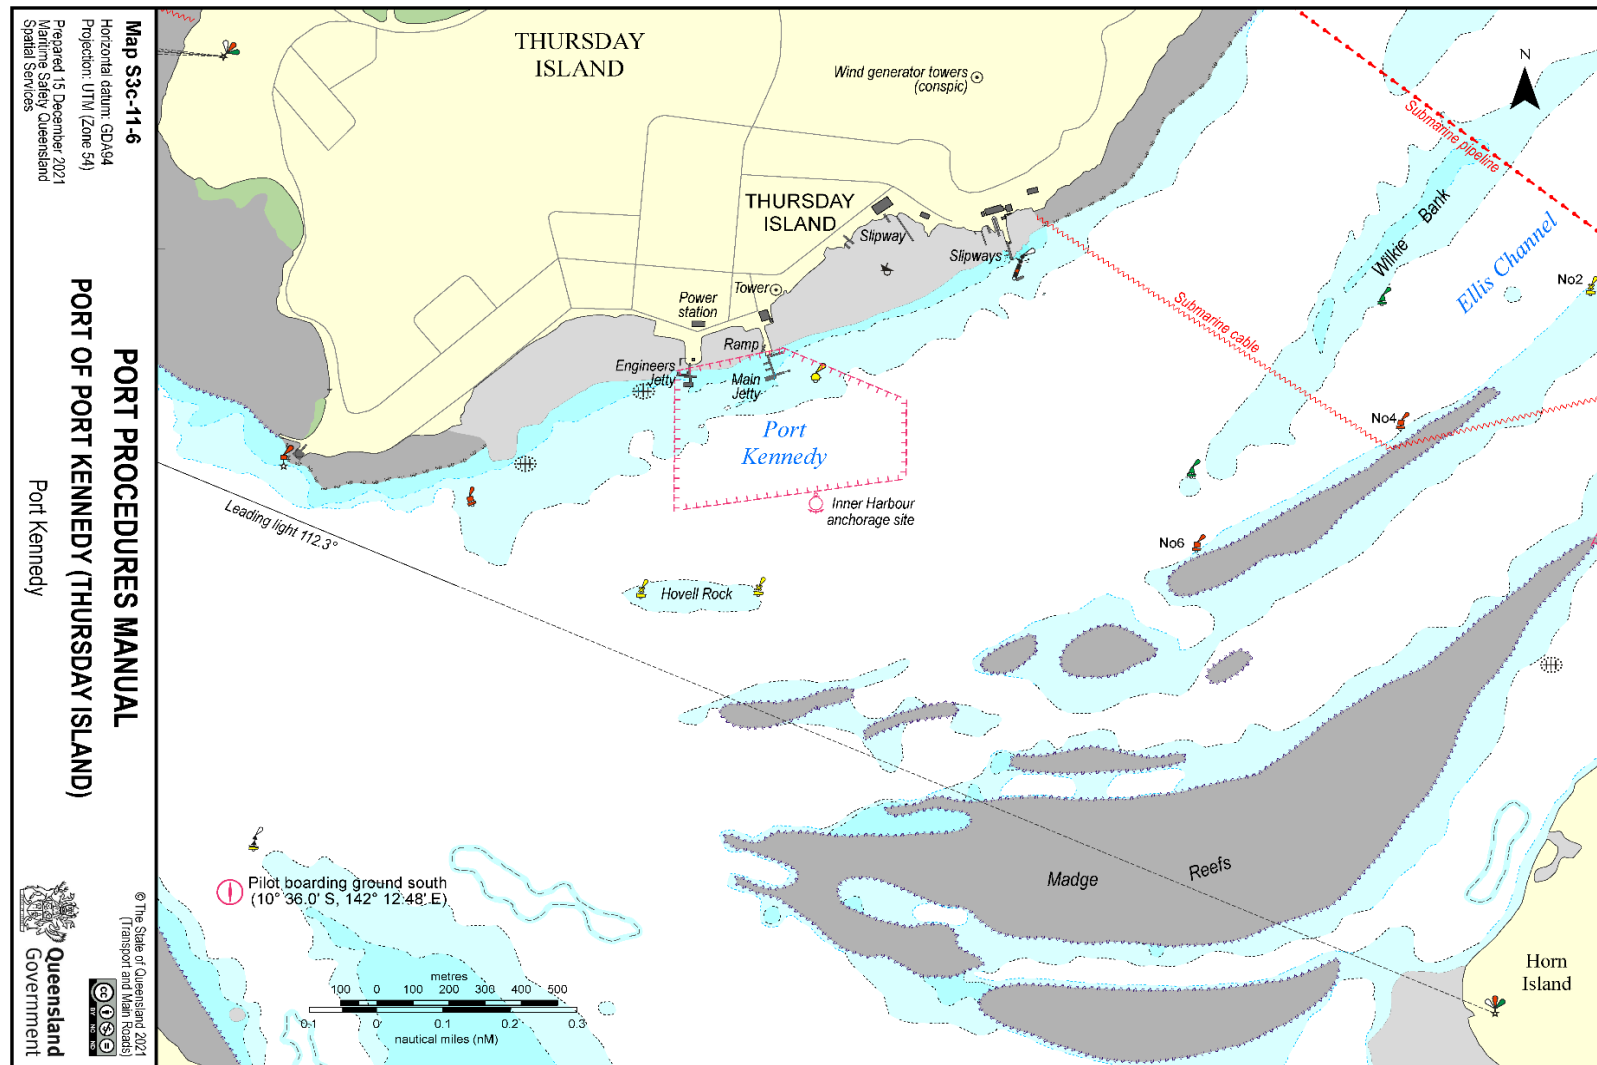 Map S3c-11-6
Horizontal datum: GDA94
Projection: UTM (Zone 54)
Prepared 15 December 2021
Maritime Safety Queensland
Spatial Services
PORT PROCEDURES MANUAL
PORT OF PORT KENNEDY (THURSDAY ISLAND)
Port Kennedy
© The State of Queensland 2021
(Transport and Main Roads)
Queensland
Government
cc
BY NC ND
THURSDAY
ISLAND
Wind generator towers
(conspic)
N
Submarine pipeline
Wilkie Bank
Ellis Channel
No2
THURSDAY
ISLAND
Slipway
Slipways
Submarine cable
Tower
Power
station
Ramp
Engineers
jetty
Main
Jetty
Port
Kennedy
No4
Inner Harbour
anchorage site
No6
Leading light 112.3°
Hovell Rock
Madge Reefs
Pilot boarding ground south
(10° 36.0' S, 142° 12.48' E)
Horn
Island
metres
100 0 100 200 300 400 500
0.1 0 0.1 0.2 0.3
nautical miles (nM)